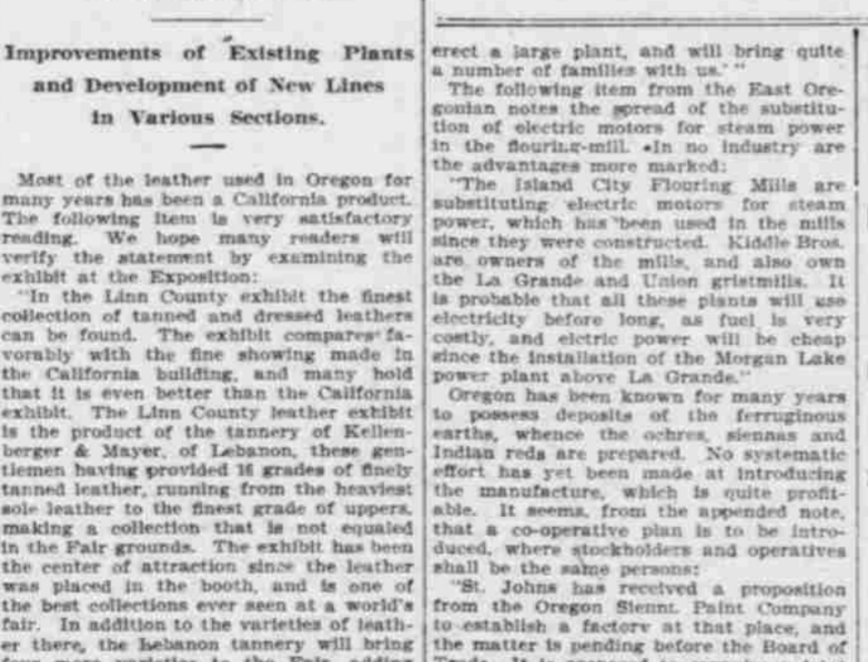 Improvements of Existing Plants
and Development of New Lines
in Various Sections.
Most of the leather used in Oregon for
many years has been a California product.
The following item is very satisfactory
reading. We hope many readers will
verify the statement by examining the
exhibit at the Exposition:
"In the Linn County exhibit the finest
collection of tanned and dressed leathers
can be found. The exhibit compares fa-
vorably with the fine showing made in
the California building, and many hold
that it is even better than the California
exhibit. The Linn County leather exhibit
is the product of the tannery of Kellen-
berger & Mayer, of Lebanon, these gen-
tlemen having provided 16 grades of finely
tanned leather, running from the heaviest
sole leather to the finest grade of uppers,
making a collection that is not equaled
in the Fair grounds. The exhibit has been
the center of attraction since the leather
was placed in the booth, and is one of
the best collections ever seen at a world's
fair. In addition to the varieties of leath-
er there, the Lebanon tannery will bring
four more varieties to the Fair, adding
erect a large plant, and will bring quite
a number of families with us.' "
The following item from the East Ore-
gonian notes the spread of the substitu-
tion of electric motors for steam power
in the flouring-mill. In no industry are
the advantages more marked:
"The Island City Flouring Mills are
substituting electric motors for steam
power, which has been used in the mills
since they were constructed. Kiddle Bros.
are owners of the mills, and also own
the La Grande and Union gristmills. It
is probable that all these plants will use
electricity before long, as fuel is very
costly, and elctric power will be cheap
since the installation of the Morgan Lake
power plant above La Grande."
Oregon has been known for many years
to possess deposits of the ferruginous
earths, whence the ochres, siennas and
Indian reds are prepared. No systematic
effort has yet been made at introducing
the manufacture, which is quite profit-
able. It seems, from the appended note,
that a co-operative plan is to be intro-
duced, where stockholders and operatives
shall be the same persons:
"St. Johns has received a proposition
from the Oregon Siennt. Paint Company
to establish a factory at that place, and
the matter is pending before the Board of